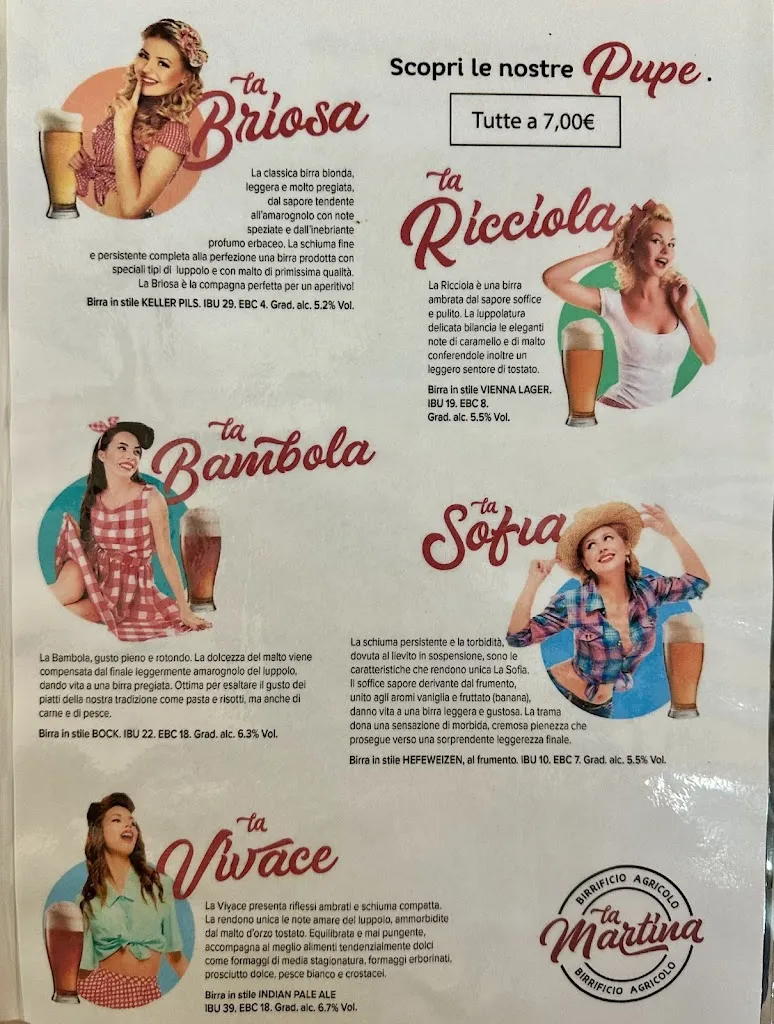 Scopri le nostre Pupe.
Tutte a 7,00€
la
Briosa
La classica birra bionda,
leggera e molto pregiata,
dal sapore tendente
all'amarognolo con note
speziate e dall'inebriante
profumo erbaceo. La schiuma fine
e persistente completa alla perfezione una birra prodotta con
speciali tipi di luppolo e con malto di primissima qualità.
La Briosa è la compagna perfetta per un aperitivo!
Birra in stile KELLER PILS. IBU 29. EBC 4. Grad. alc. 5.2% Vol.
la
Ricciola
La Ricciola è una birra
ambrata dal sapore soffice
e pulito. La luppolatura
delicata bilancia le eleganti
note di caramello e di malto
conferendole inoltre un
leggero sentore di tostato.
Birra in stile VIENNA LAGER.
IBU 19. EBC 8.
Grad. alc. 5.5% Vol.
la
Bambola
La Bambola, gusto pieno e rotondo. La dolcezza del malto viene
compensata dal finale leggermente amarognolo del luppolo,
dando vita a una birra pregiata. Ottima per esaltare il gusto dei
piatti della nostra tradizione come pasta e risotti, ma anche di
carne e di pesce.
Birra in stile BOCK. IBU 22. EBC 18. Grad. alc. 6.3% Vol.
la
Sofia
La schiuma persistente e la torbidità,
dovuta al lievito in sospensione, sono le
caratteristiche che rendono unica La Sofia.
Il soffice sapore derivante dal frumento,
unito agli aromi vaniglia e fruttato (banana),
danno vita a una birra leggera e gustosa. La trama
dona una sensazione di morbida, cremosa pienezza che
prosegue verso una sorprendente leggerezza finale.
Birra in stile HEFEWEIZEN, al frumento. IBU 10. EBC 7. Grad. alc. 5.5% Vol.
la
Vivace
La Vivace presenta riflessi ambrati e schiuma compatta.
La rendono unica le note amare del luppolo, ammorbidite
dal malto d'orzo tostato. Equilibrata e mai pungente,
accompagna al meglio alimenti tendenzialmente dolci
come formaggi di media stagionatura, formaggi erborinati,
prosciutto dolce, pesce bianco e crostacei.
Birra in stile INDIAN PALE ALE
IBU 39. EBC 18. Grad. alc. 6.7% Vol.
BIRRIFICIO AGRICOLO
la
Martina
BIRRIFICIO AGRICOLO